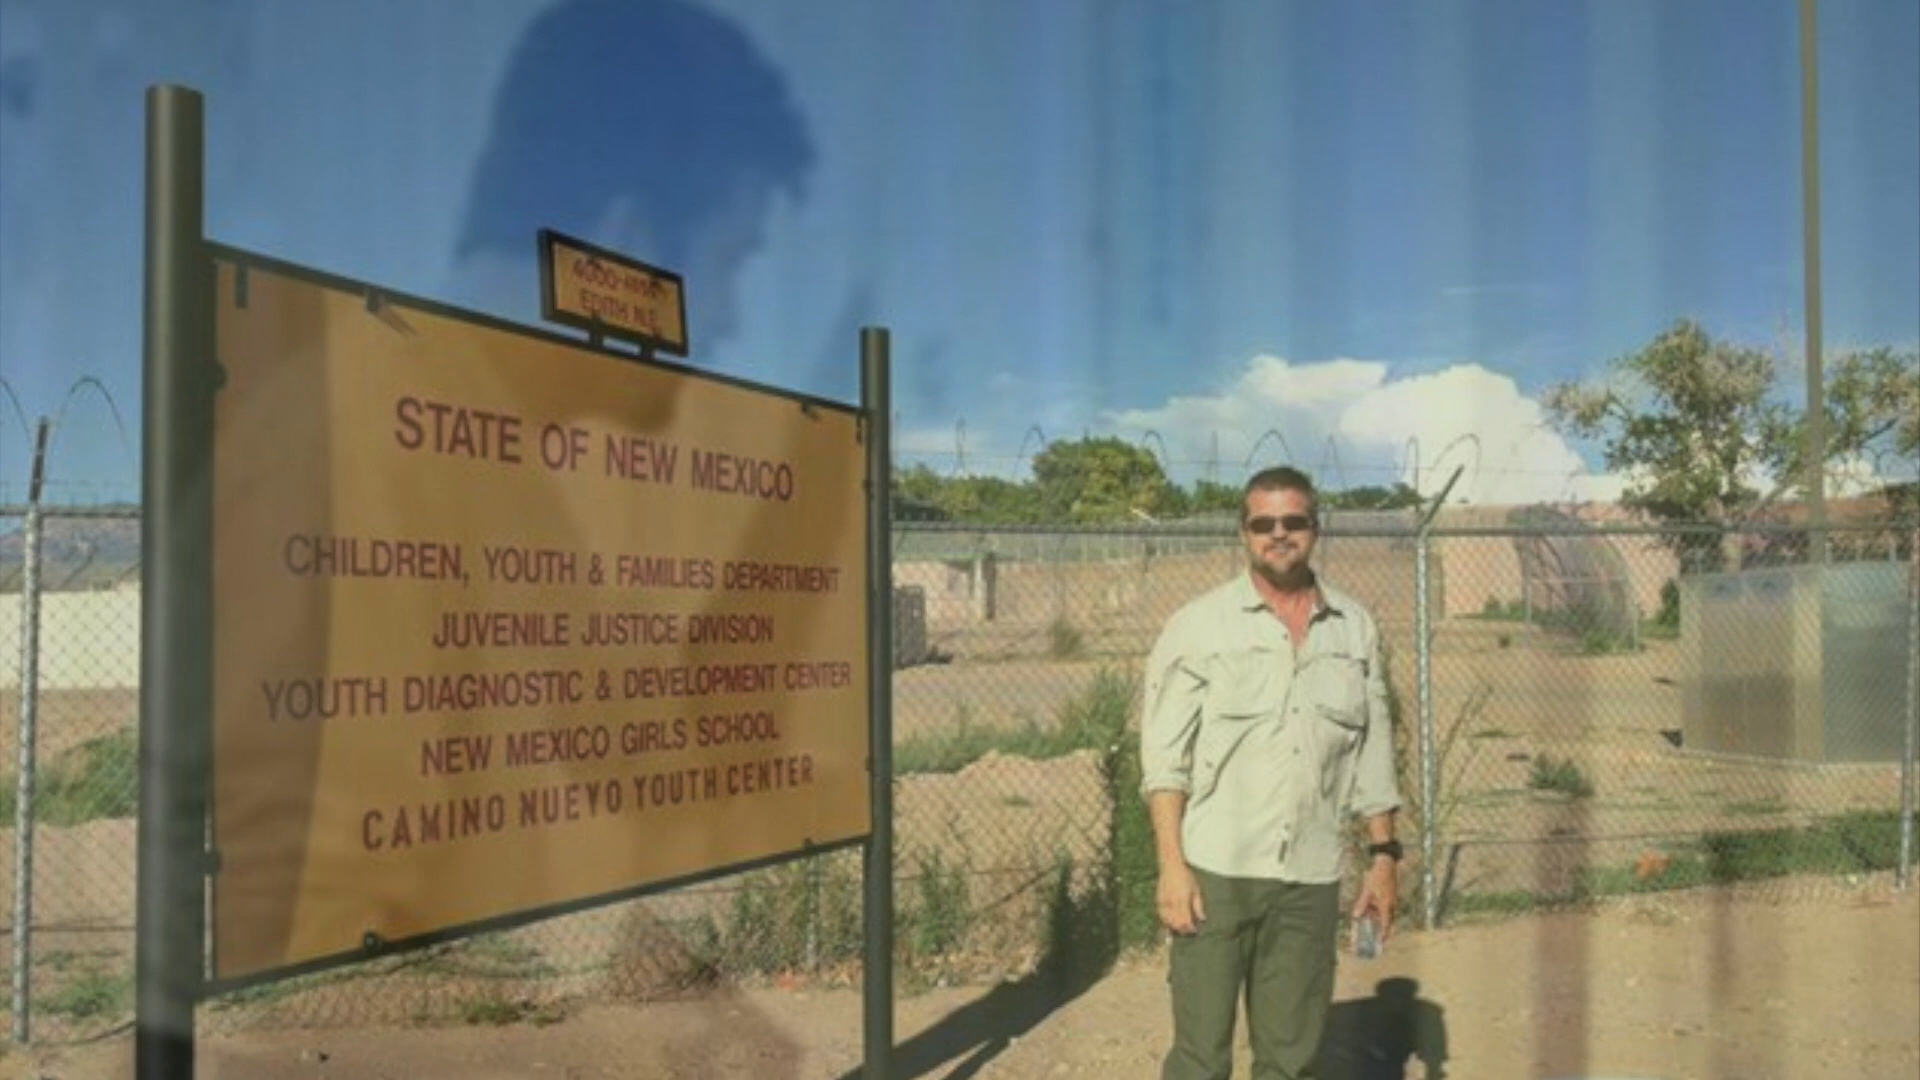 EDITH N.E.
STATE OF NEW MEXICO
CHILDREN, YOUTH & FAMILIES DEPARTMENT
JUVENILE JUSTICE DIVISION
YOUTH DIAGNOSTIC & DEVELOPMENT CENTER
NEW MEXICO GIRLS SCHOOL
CAMINO NUEVO YOUTH CENTER